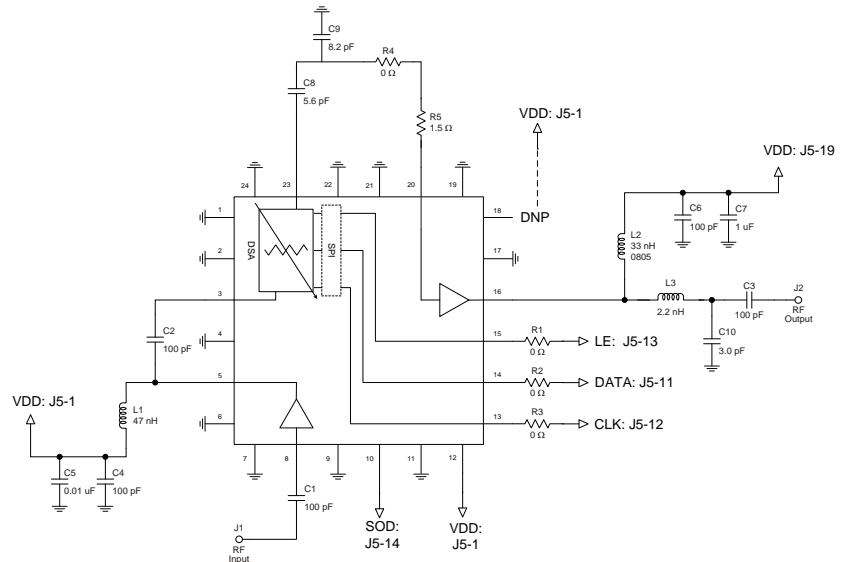 C9
8.2 pF
R4
0 Ω
C8
5.6 pF
R5
1.5 Ω
VDD: J5-1
VDD: J5-19
24
23
22
21
20
19
1
18
DNP
C6
100 pF
C7
1 uF
DSA
SPI
L2
33 nH
0805
2
17
L3
2.2 nH
C3
100 pF
J2
RF
Output
3
16
C10
3.0 pF
C2
100 pF
4
15
R1
0 Ω
LE: J5-13
5
14
R2
0 Ω
DATA: J5-11
VDD: J5-1
L1
47 nH
6
13
R3
0 Ω
CLK: J5-12
7
8
9
10
11
12
C5
0.01 uF
C4
100 pF
C1
100 pF
J1
RF
Input
SOD:
J5-14
VDD:
J5-1